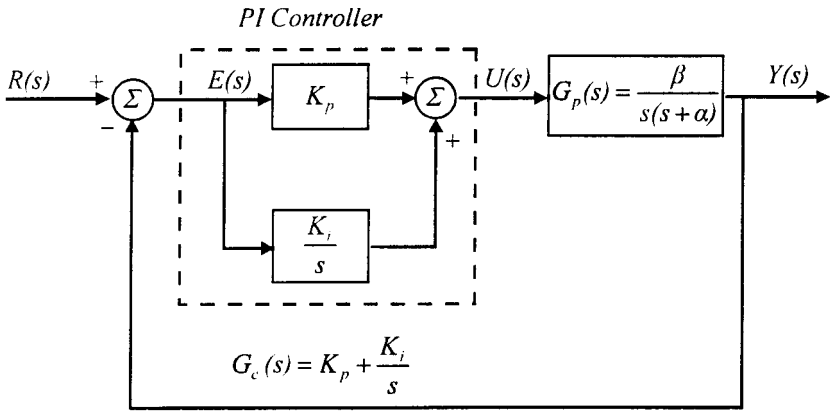 PI Controller
R(s)
+
Σ
−
E(s)
K_p
+
Σ
+
U(s)
G_p(s) = β / s(s + α)
Y(s)
K_i / s
G_c(s) = K_p + K_i / s